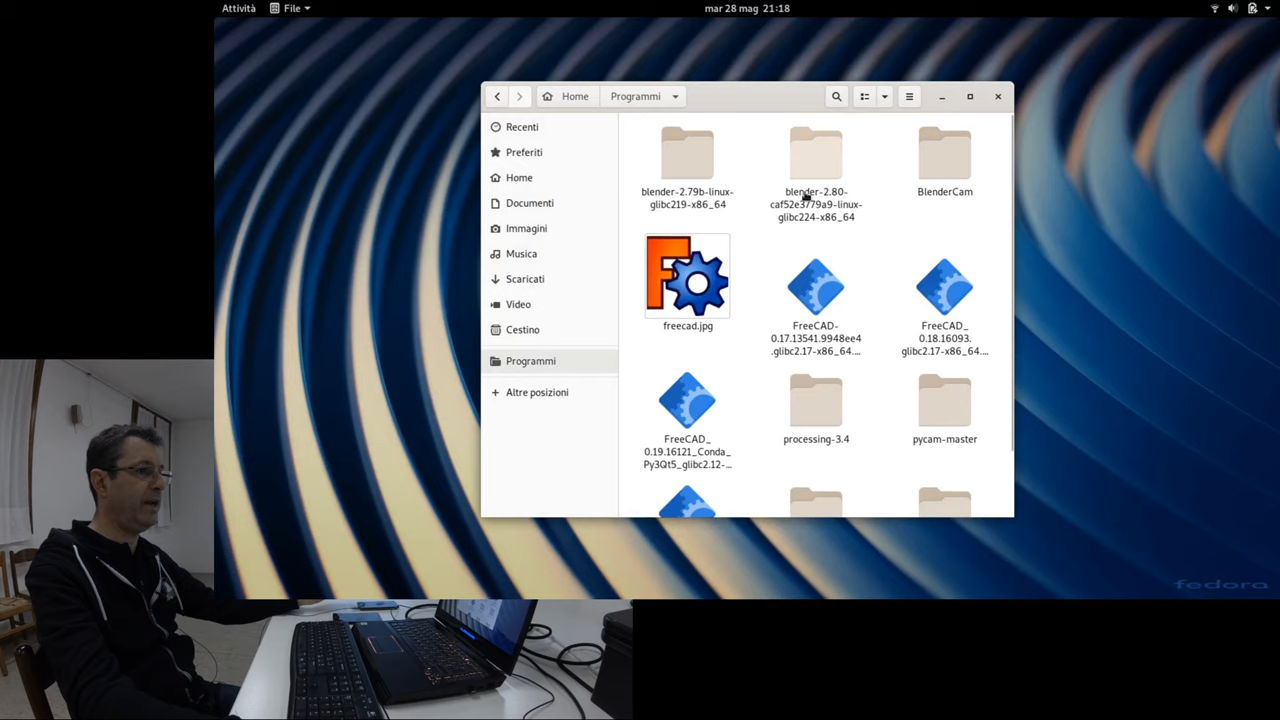 Attività
File
mar 28 mag 21:18
Home
Programmi
Recenti
Preferiti
Home
Documenti
Immagini
Musica
Scaricati
Video
Cestino
Programmi
Altre posizioni
blender-2.79b-linux-
glibc219-x86_64
blender-2.80-
caf52e3779a9-linux-
glibc224-x86_64
BlenderCam
freecad.jpg
FreeCAD-
0.17.13541.9948ee4
.glibc2.17-x86_64.…
FreeCAD_
0.18.16093.
glibc2.17-x86_64.…
FreeCAD_
0.19.16121_Conda_
Py3Qt5_glibc2.12-…
processing-3.4
pycam-master
fedora